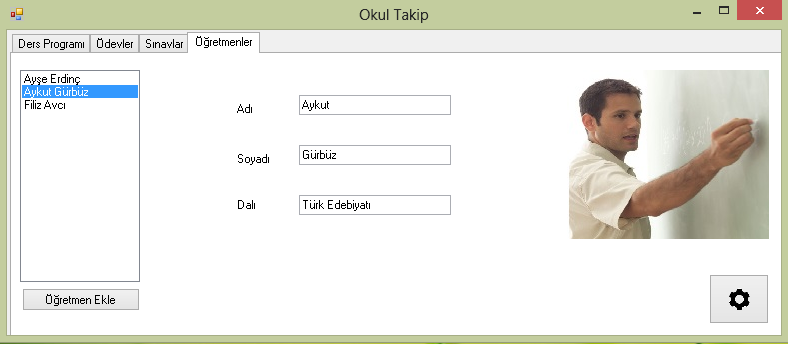 Okul Takip
Ders Programı Ödevler Sınavlar Öğretmenler
Ayşe Erdinç
Aykut Gürbüz
Filiz Avcı
Adı Aykut
Soyadı Gürbüz
Dalı Türk Edebiyatı
Öğretmen Ekle